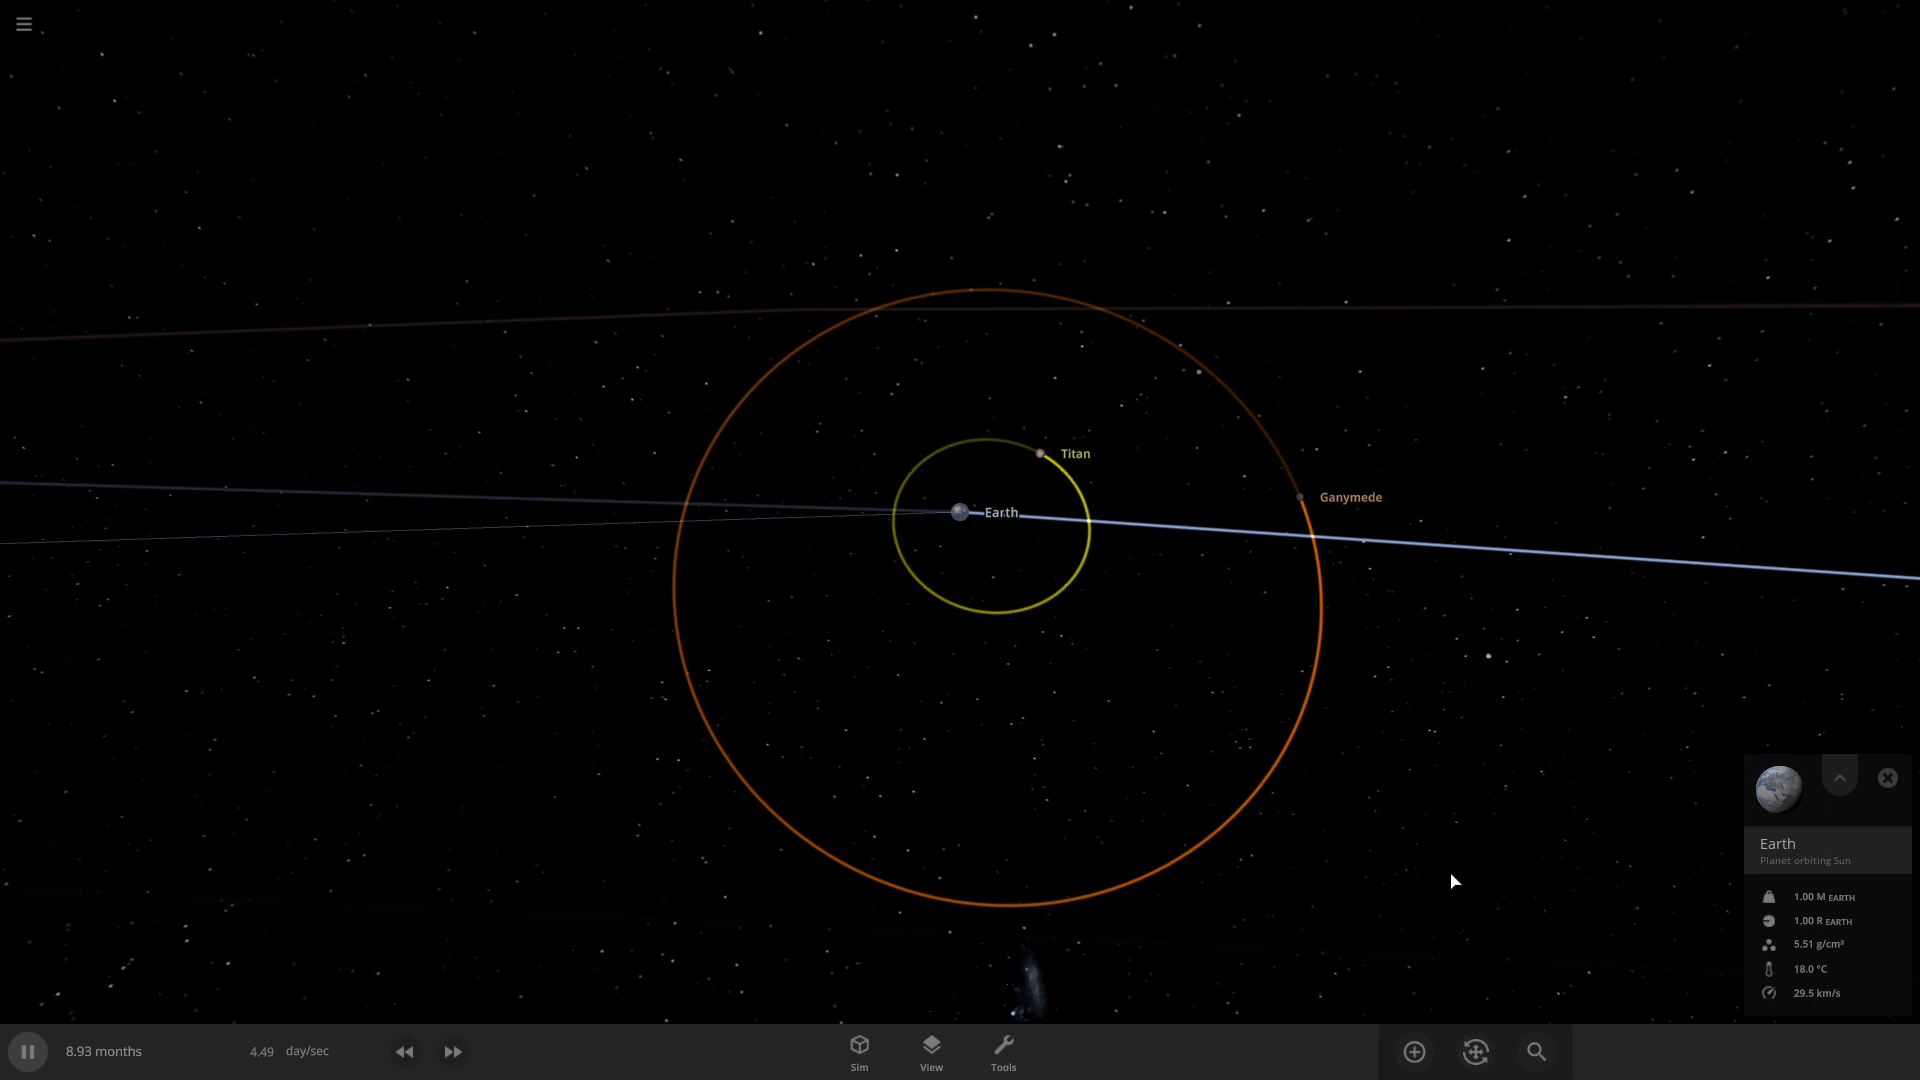 Titan
Ganymede
Earth
Earth
Planet orbiting Sun
1.00 M EARTH
1.00 R EARTH
5.51 g/cm³
18.0 °C
29.5 km/s
8.93 months
4.49 day/sec
Sim
View
Tools